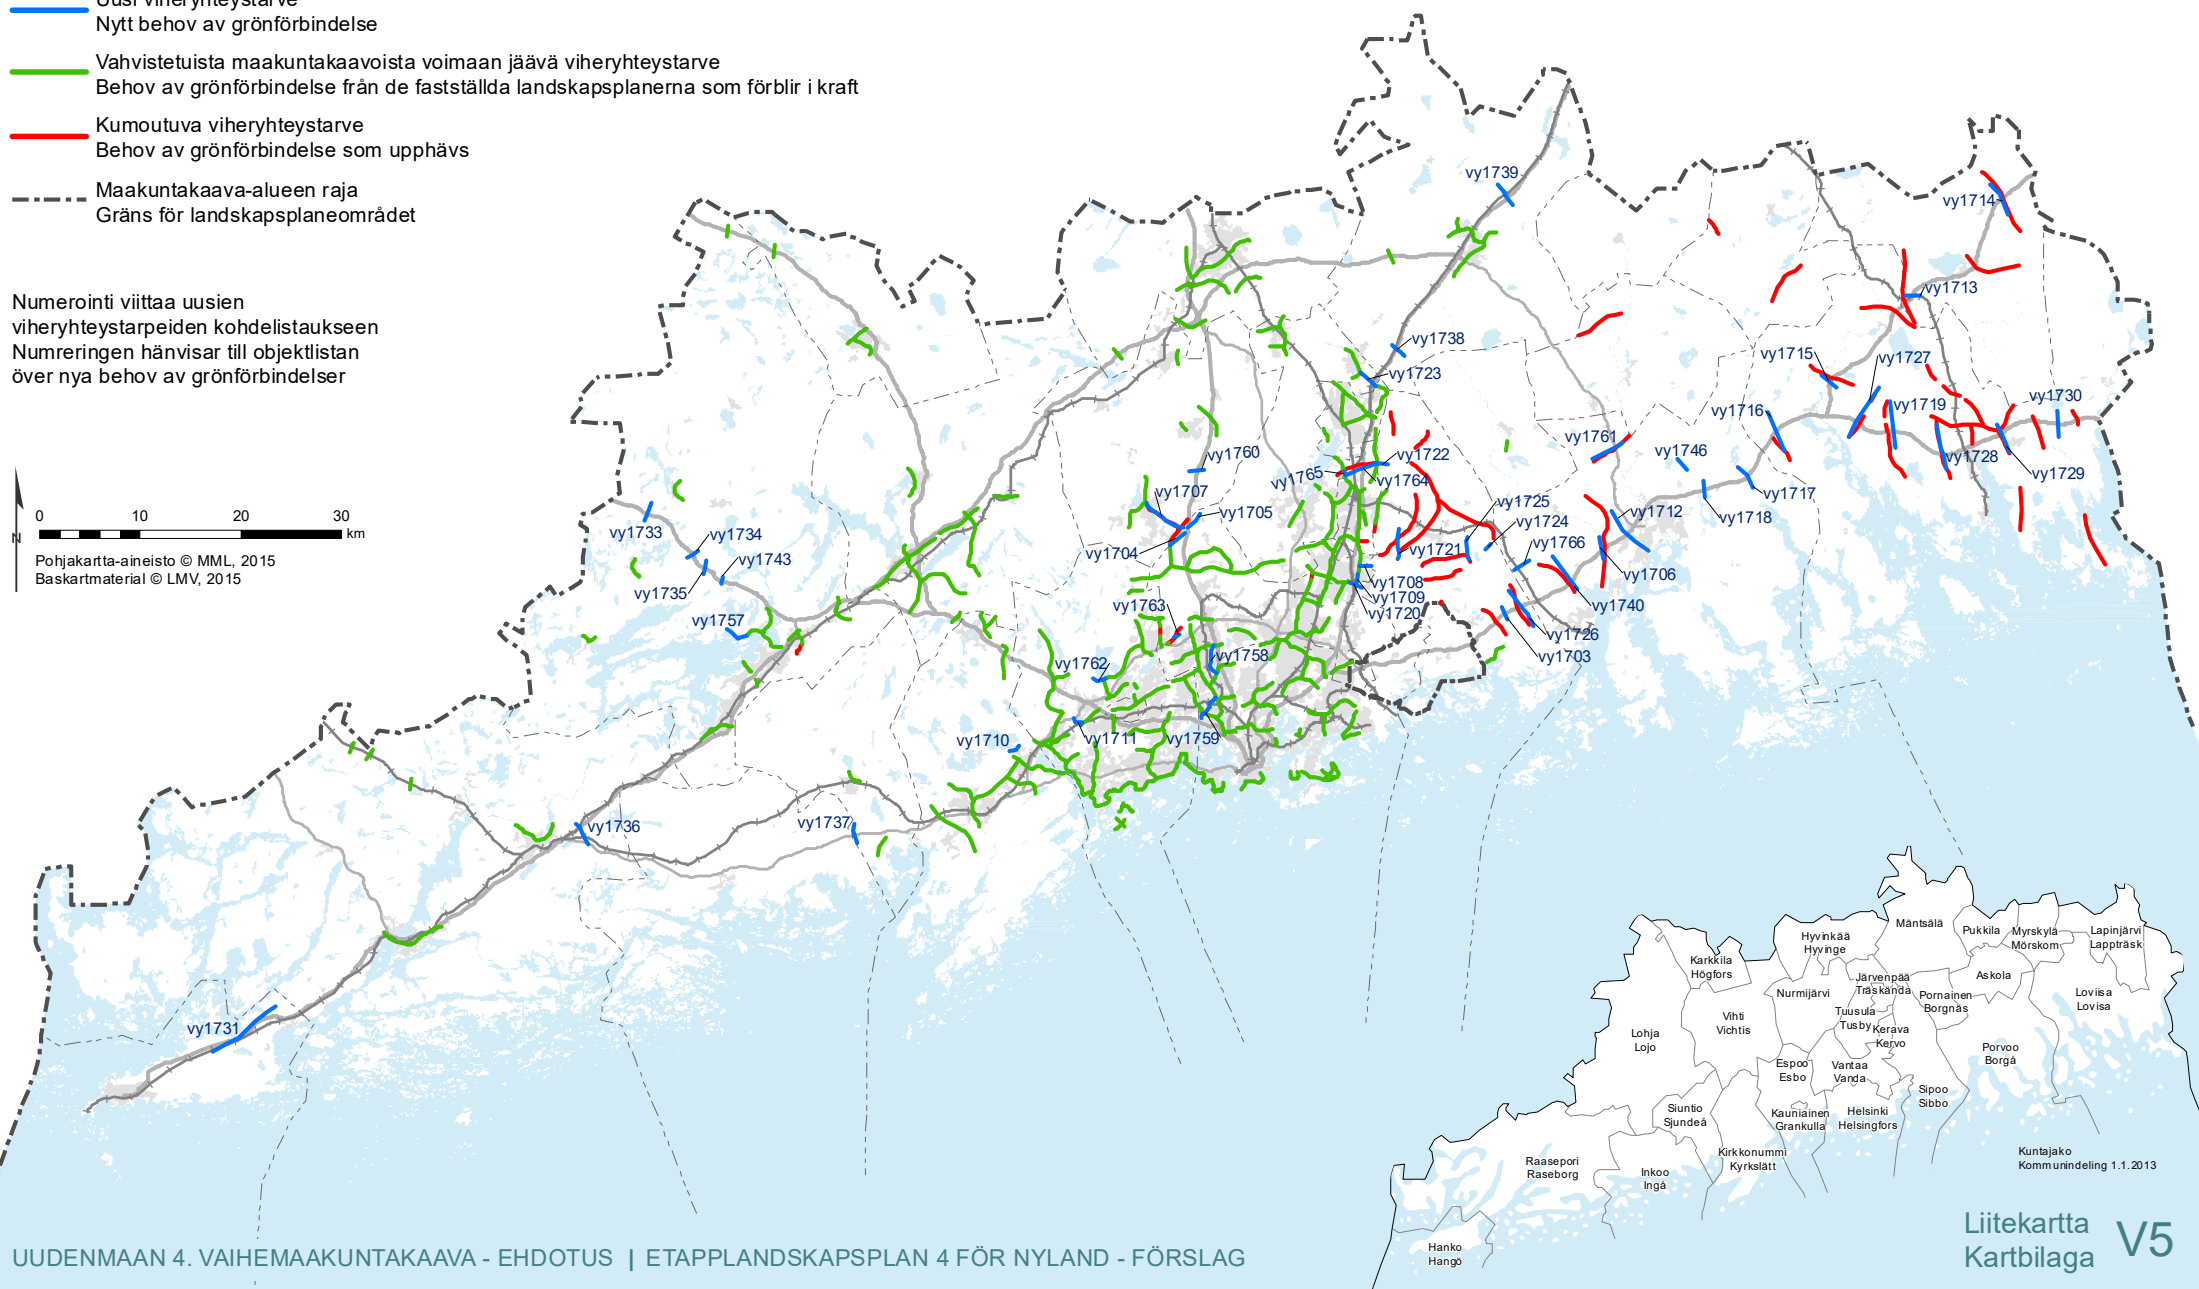 Uusi viheryhteystarve
Nytt behov av grönförbindelse
Vahvistetuista maakuntakaavoista voimaan jäävä viheryhteystarve
Behov av grönförbindelse från de fastställda landskapsplanerna som förblir i kraft
Kumoutuva viheryhteystarve
Behov av grönförbindelse som upphävs
Maakuntakaava-alueen raja
Gräns för landskapsplaneområdet
Numerointi viittaa uusien
viheryhteystarpeiden kohdelistaukseen
Numreringen hänvisar till objektlistan
över nya behov av grönförbindelser
N
0 10 20 30
km
Pohjakartta-aineisto © MML, 2015
Baskartmaterial © LMV, 2015
vy1739
vy1714
vy1713
vy1738
vy1723
vy1715
vy1727
vy1730
vy1719
vy1716
vy1761
vy1746
vy1728
vy1729
vy1717
vy1718
vy1760
vy1722
vy1765
vy1764
vy1707
vy1705
vy1704
vy1725
vy1724
vy1712
vy1721
vy1766
vy1706
vy1708
vy1709
vy1720
vy1740
vy1726
vy1703
vy1733
vy1734
vy1743
vy1735
vy1757
vy1763
vy1758
vy1762
vy1710
vy1711
vy1759
vy1736
vy1737
vy1731
Mäntsälä
Pukkila
Myrskylä
Mörskom
Lapinjärvi
Lappträsk
Hyvinkää
Hyvinge
Karkkila
Högfors
Järvenpää
Träskända
Askola
Nurmijärvi
Pornainen
Borgnäs
Loviisa
Lovisa
Vihti
Vichtis
Tuusula
Tusby
Kerava
Kervo
Lohja
Lojo
Porvoo
Borgå
Espoo
Esbo
Vantaa
Vanda
Sipoo
Sibbo
Siuntio
Sjundeå
Kauniainen
Grankulla
Helsinki
Helsingfors
Kirkkonummi
Kyrkslätt
Raasepori
Raseborg
Inkoo
Ingå
Hanko
Hangö
Kuntajako
Kommunindeling 1.1.2013
UUDENMAAN 4. VAIHEMAAKUNTAKAAVA - EHDOTUS | ETAPPLANDSKAPSPLAN 4 FÖR NYLAND - FÖRSLAG
Liitekartta
Kartbilaga
V5